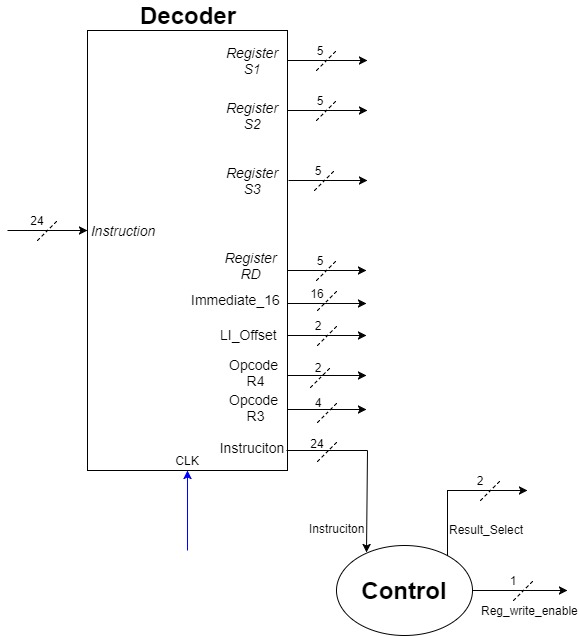 Decoder
Register
S1
5
Register
S2
5
Register
S3
5
24
Instruction
Register
RD
5
Immediate_16
16
LI_Offset
2
Opcode
R4
2
Opcode
R3
4
Instruciton
24
CLK
Instruciton
2
Result_Select
Control
1
Reg_write_enable